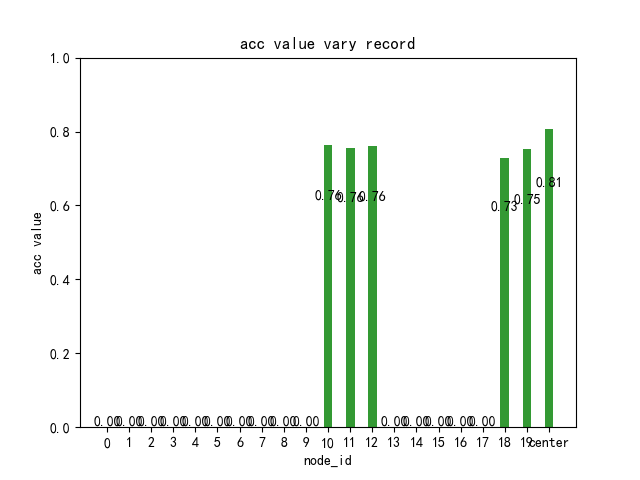 acc value vary record
acc value
1.0
0.8
0.6
0.4
0.2
0.0
0.00 0.00 0.00 0.00 0.00 0.00 0.00 0.00 0.00 0.00 0.76 0.76 0.76 0.00 0.00 0.00 0.00 0.00 0.73 0.75 0.81
0 1 2 3 4 5 6 7 8 9 10 11 12 13 14 15 16 17 18 19 center
node_id